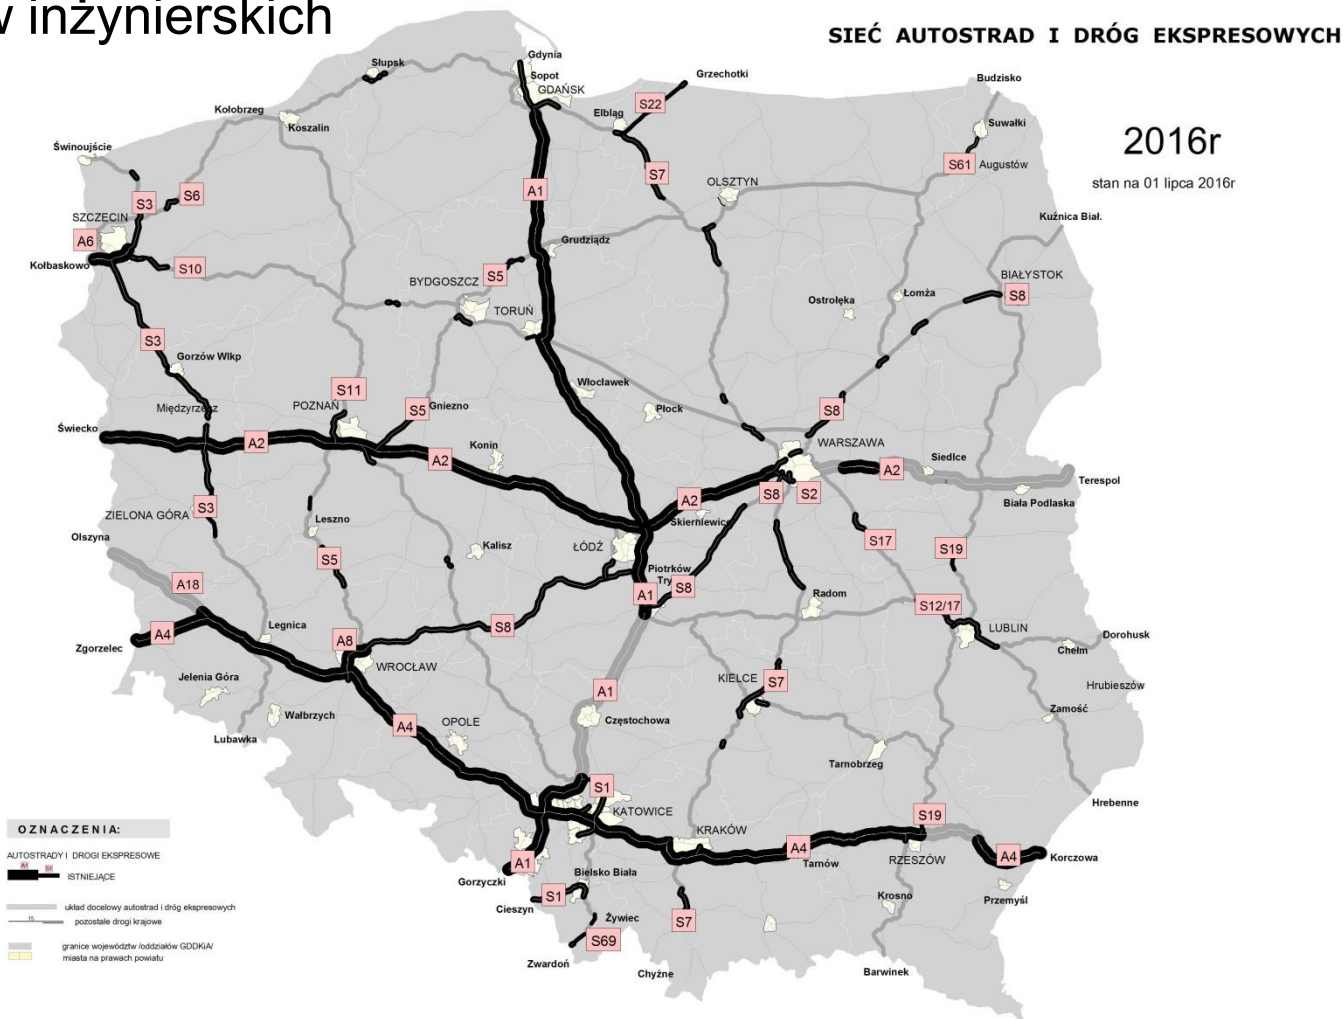 w inżynierskich
SIEĆ AUTOSTRAD I DRÓG EKSPRESOWYCH
2016r
stan na 01 lipca 2016r
Gdynia
Sopot
GDAŃSK
Słupsk
Grzechotki
Budzisko
Kołobrzeg
Koszalin
Elbląg
S22
Suwałki
Świnoujście
S7
S61
Augustów
OLSZTYN
S3
S6
A1
SZCZECIN
Kuźnica Biał.
A6
Grudziądz
Kołbaskowo
S10
BYDGOSZCZ
S5
BIAŁYSTOK
S8
Ostrołęka
Łomża
TORUŃ
S3
Gorzów Wlkp
Włocławek
S11
Międzyrzesz
POZNAŃ
S5
Gniezno
Płock
S8
Świecko
A2
Konin
A2
WARSZAWA
Siedlce
A2
Terespol
S3
A2
S8
S2
Biała Podlaska
ZIELONA GÓRA
Leszno
Skierniewice
Olszyna
S5
Kalisz
ŁÓDŹ
S17
S19
A18
Piotrków
Try
A1
S8
Radom
S12/17
A4
Legnica
A8
S8
LUBLIN
Dorohusk
Zgorzelec
WROCŁAW
Chełm
Jelenia Góra
KIELCE
S7
Hrubieszów
A1
Wałbrzych
A4
OPOLE
Częstochowa
Zamość
Lubawka
Tarnobrzeg
S1
Hrebenne
KATOWICE
S19
KRAKÓW
A4
A1
Tarnów
RZESZÓW
A4
Korczowa
Gorzyczki
Bielsko Biała
S1
Cieszyn
Krosno
Przemyśl
Żywiec
S7
S69
Zwardoń
Chyżne
Barwinek
OZNACZENIA:
AUTOSTRADY I DROGI EKSPRESOWE
A1 S1
ISTNIEJĄCE
układ docelowy autostrad i dróg ekspresowych
15
pozostałe drogi krajowe
granice województw /oddziałów GDDKiA/
miasta na prawach powiatu